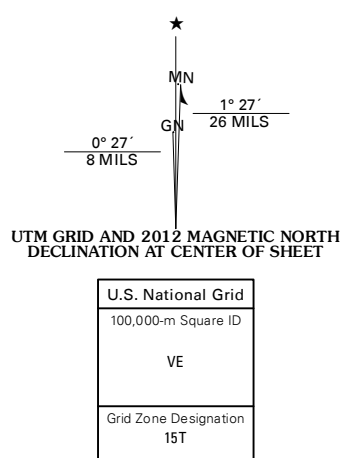 ★
MN
1° 27´
26 MILS
GN
0° 27´
8 MILS
UTM GRID AND 2012 MAGNETIC NORTH
DECLINATION AT CENTER OF SHEET
U.S. National Grid
100,000-m Square ID
VE
Grid Zone Designation
15T